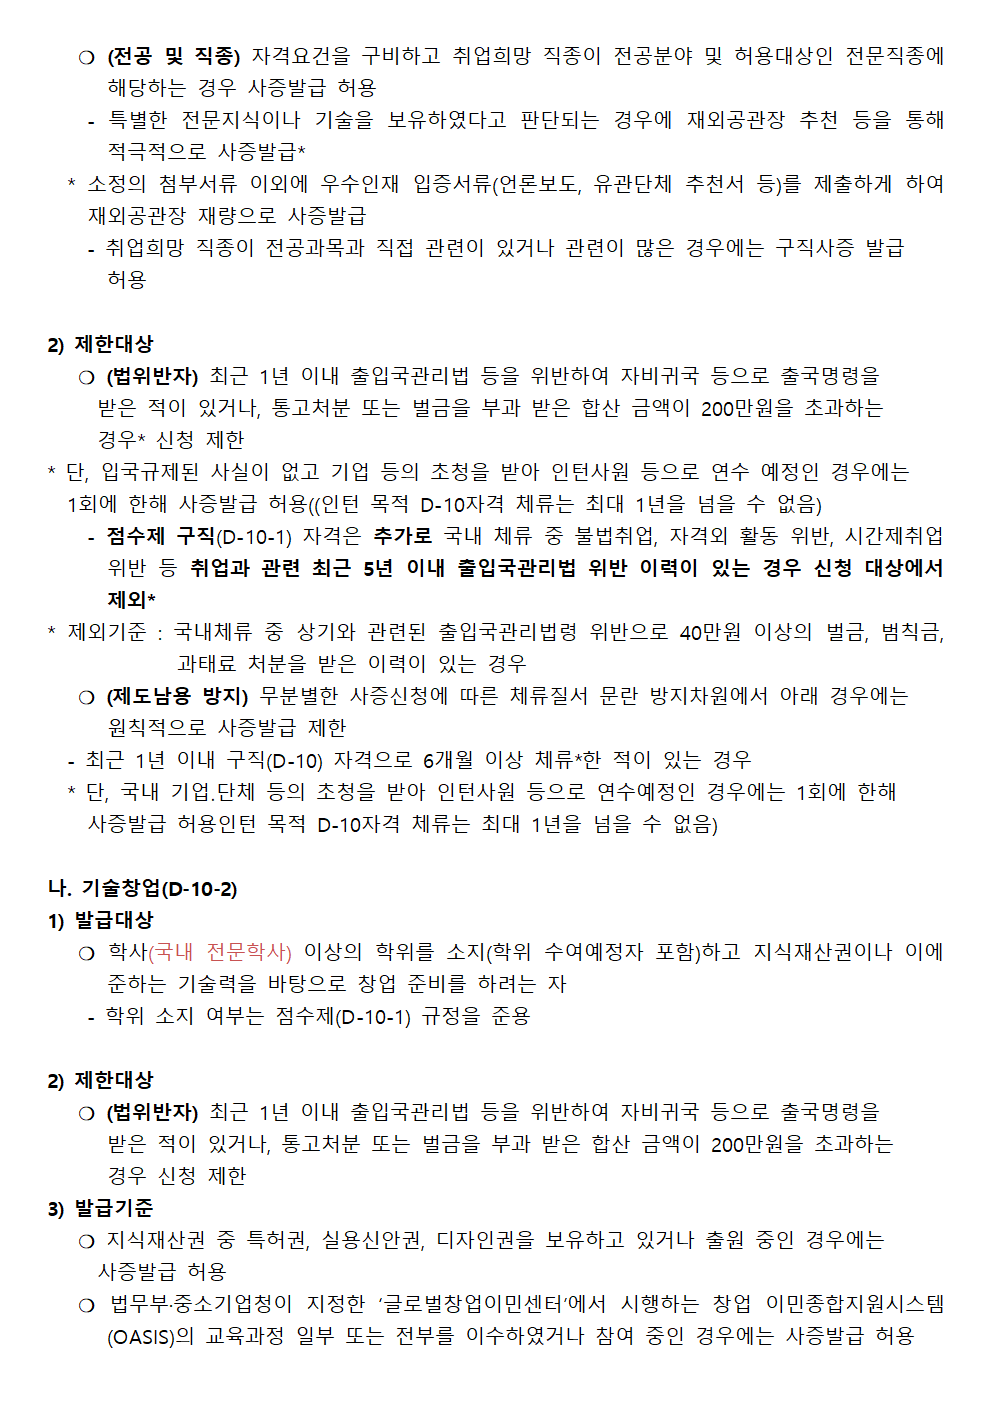 ❍ (전공 및 직종) 자격요건을 구비하고 취업희망 직종이 전공분야 및 허용대상인 전문직종에
해당하는 경우 사증발급 허용
- 특별한 전문지식이나 기술을 보유하였다고 판단되는 경우에 재외공관장 추천 등을 통해
적극적으로 사증발급*
* 소정의 첨부서류 이외에 우수인재 입증서류(언론보도, 유관단체 추천서 등)를 제출하게 하여
재외공관장 재량으로 사증발급
- 취업희망 직종이 전공과목과 직접 관련이 있거나 관련이 많은 경우에는 구직사증 발급
허용
2) 제한대상
❍ (법위반자) 최근 1년 이내 출입국관리법 등을 위반하여 자비귀국 등으로 출국명령을
받은 적이 있거나, 통고처분 또는 벌금을 부과 받은 합산 금액이 200만원을 초과하는
경우* 신청 제한
* 단, 입국규제된 사실이 없고 기업 등의 초청을 받아 인턴사원 등으로 연수 예정인 경우에는
1회에 한해 사증발급 허용((인턴 목적 D-10자격 체류는 최대 1년을 넘을 수 없음)
- 점수제 구직(D-10-1) 자격은 추가로 국내 체류 중 불법취업, 자격외 활동 위반, 시간제취업
위반 등 취업과 관련 최근 5년 이내 출입국관리법 위반 이력이 있는 경우 신청 대상에서
제외*
* 제외기준 : 국내체류 중 상기와 관련된 출입국관리법령 위반으로 40만원 이상의 벌금, 범칙금,
과태료 처분을 받은 이력이 있는 경우
❍ (제도남용 방지) 무분별한 사증신청에 따른 체류질서 문란 방지차원에서 아래 경우에는
원칙적으로 사증발급 제한
- 최근 1년 이내 구직(D-10) 자격으로 6개월 이상 체류*한 적이 있는 경우
* 단, 국내 기업.단체 등의 초청을 받아 인턴사원 등으로 연수예정인 경우에는 1회에 한해
사증발급 허용인턴 목적 D-10자격 체류는 최대 1년을 넘을 수 없음)
나. 기술창업(D-10-2)
1) 발급대상
❍ 학사(국내 전문학사) 이상의 학위를 소지(학위 수여예정자 포함)하고 지식재산권이나 이에
준하는 기술력을 바탕으로 창업 준비를 하려는 자
- 학위 소지 여부는 점수제(D-10-1) 규정을 준용
2) 제한대상
❍ (법위반자) 최근 1년 이내 출입국관리법 등을 위반하여 자비귀국 등으로 출국명령을
받은 적이 있거나, 통고처분 또는 벌금을 부과 받은 합산 금액이 200만원을 초과하는
경우 신청 제한
3) 발급기준
❍ 지식재산권 중 특허권, 실용신안권, 디자인권을 보유하고 있거나 출원 중인 경우에는
사증발급 허용
❍ 법무부·중소기업청이 지정한 ‘글로벌창업이민센터’에서 시행하는 창업 이민종합지원시스템
(OASIS)의 교육과정 일부 또는 전부를 이수하였거나 참여 중인 경우에는 사증발급 허용